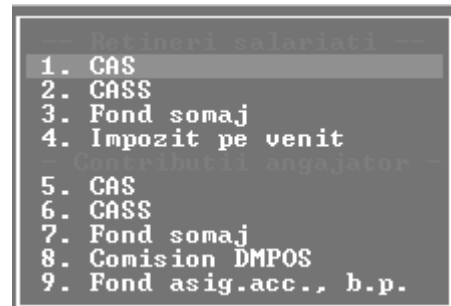 -- Retineri salariati --
1. CAS
2. CASS
3. Fond somaj
4. Impozit pe venit
- Contributii angajator -
5. CAS
6. CASS
7. Fond somaj
8. Comision DMPOS
9. Fond asig.acc., b.p.